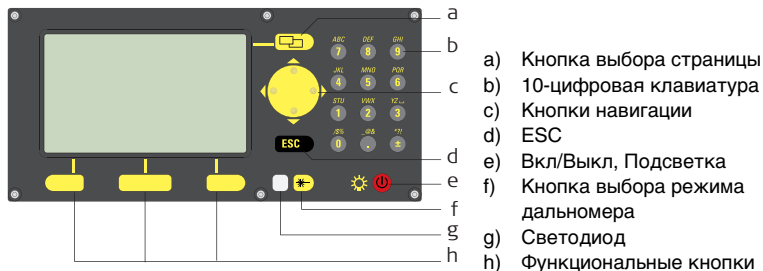 a
ABC DEF GHI
7 8 9
b
JKL MNO PQR
4 5 6
c
STU VWX YZ
1 2 3
/$% _@& *?!
0 . ±
ESC
d
e
f
g
h
a) Кнопка выбора страницы
b) 10-цифровая клавиатура
c) Кнопки навигации
d) ESC
e) Вкл/Выкл, Подсветка
f) Кнопка выбора режима
дальномера
g) Светодиод
h) Функциональные кнопки